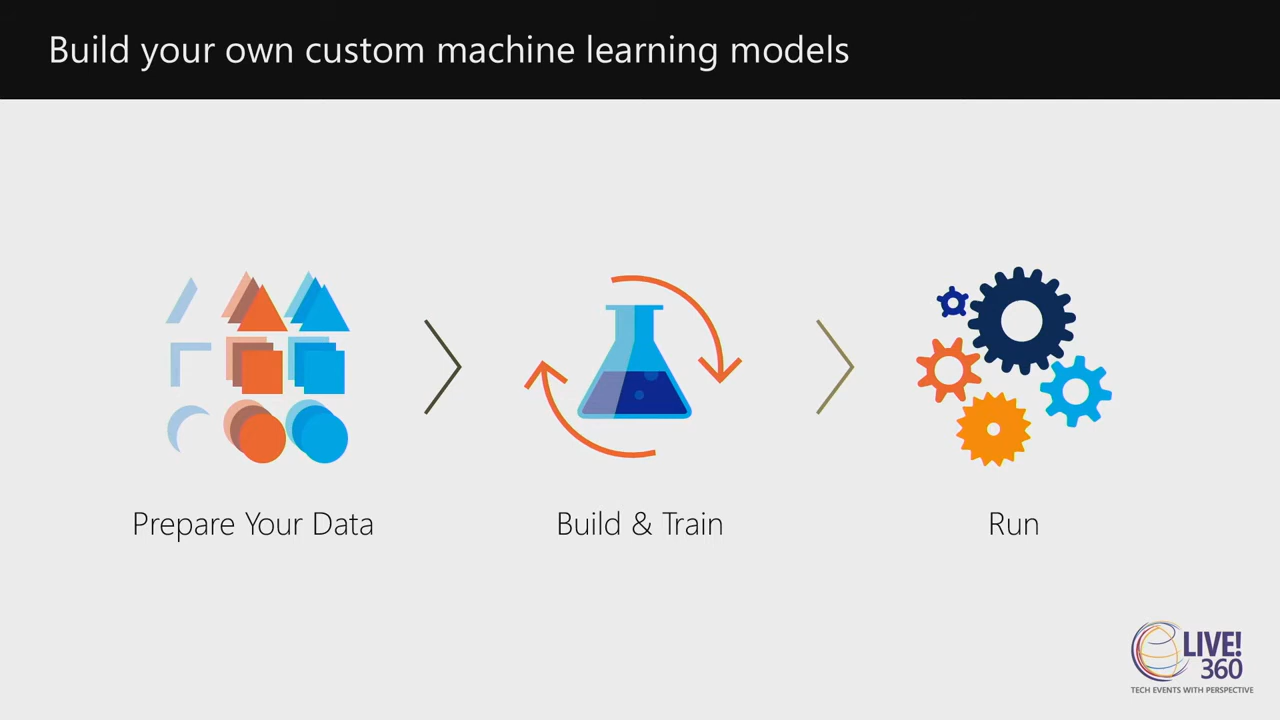 Build your own custom machine learning models
Prepare Your Data
Build & Train
Run
LIVE!
360
TECH EVENTS WITH PERSPECTIVE